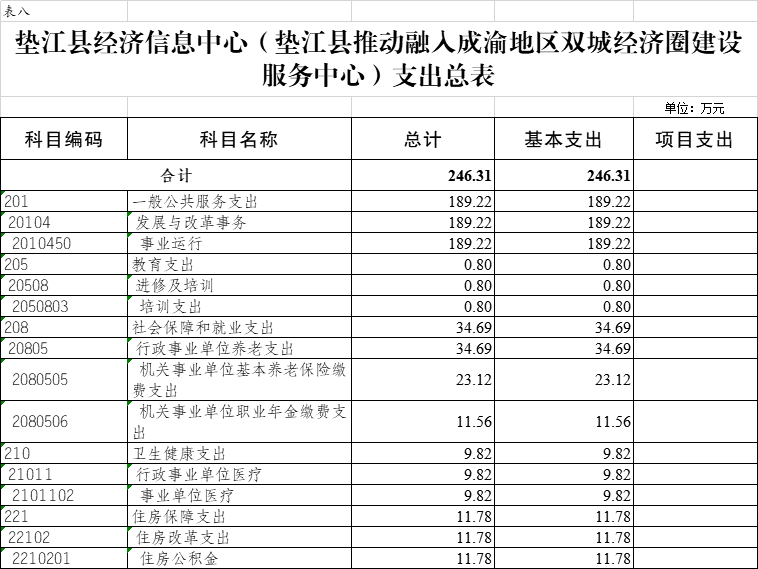 表八
垫江县经济信息中心（垫江县推动融入成渝地区双城经济圈建设
服务中心）支出总表
单位：万元
科目编码 科目名称 总计 基本支出 项目支出
合计 246.31 246.31
201 一般公共服务支出 189.22 189.22
20104 发展与改革事务 189.22 189.22
2010450 事业运行 189.22 189.22
205 教育支出 0.80 0.80
20508 进修及培训 0.80 0.80
2050803 培训支出 0.80 0.80
208 社会保障和就业支出 34.69 34.69
20805 行政事业单位养老支出 34.69 34.69
2080505 机关事业单位基本养老保险缴 23.12 23.12
费支出
2080506 机关事业单位职业年金缴费支 11.56 11.56
出
210 卫生健康支出 9.82 9.82
21011 行政事业单位医疗 9.82 9.82
2101102 事业单位医疗 9.82 9.82
221 住房保障支出 11.78 11.78
22102 住房改革支出 11.78 11.78
2210201 住房公积金 11.78 11.78